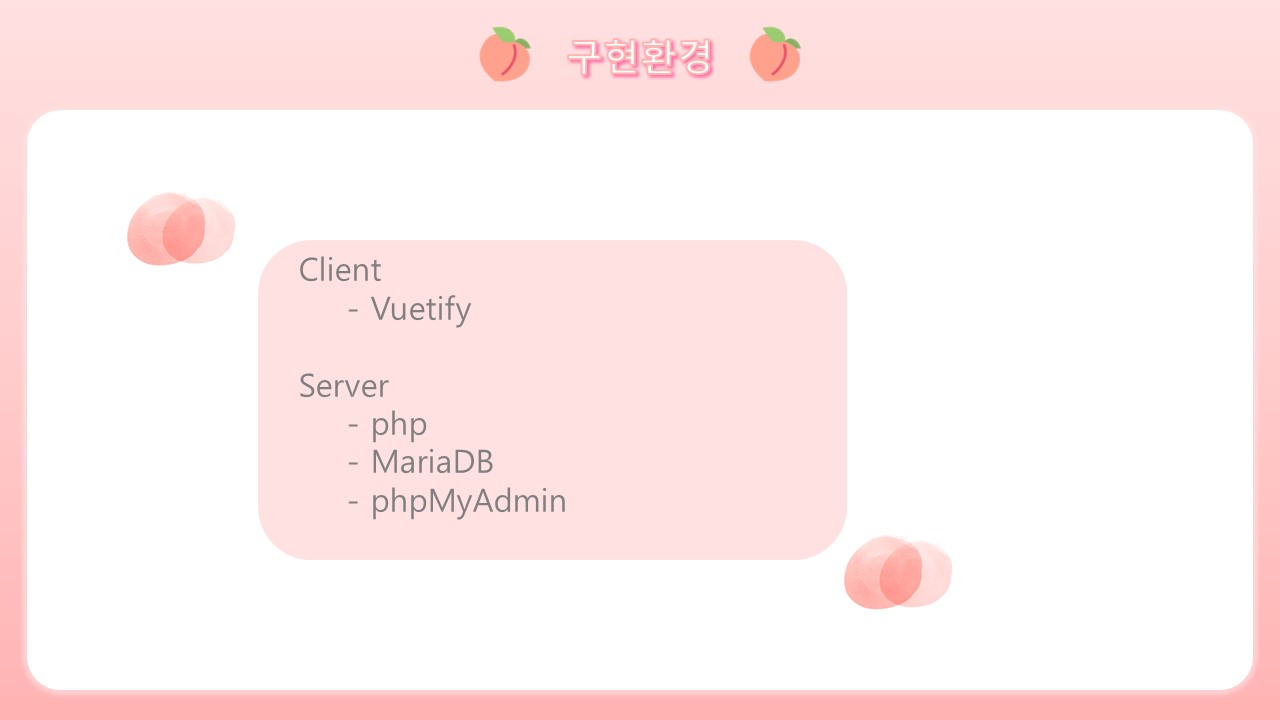 구현환경
Client
- Vuetify
Server
- php
- MariaDB
- phpMyAdmin